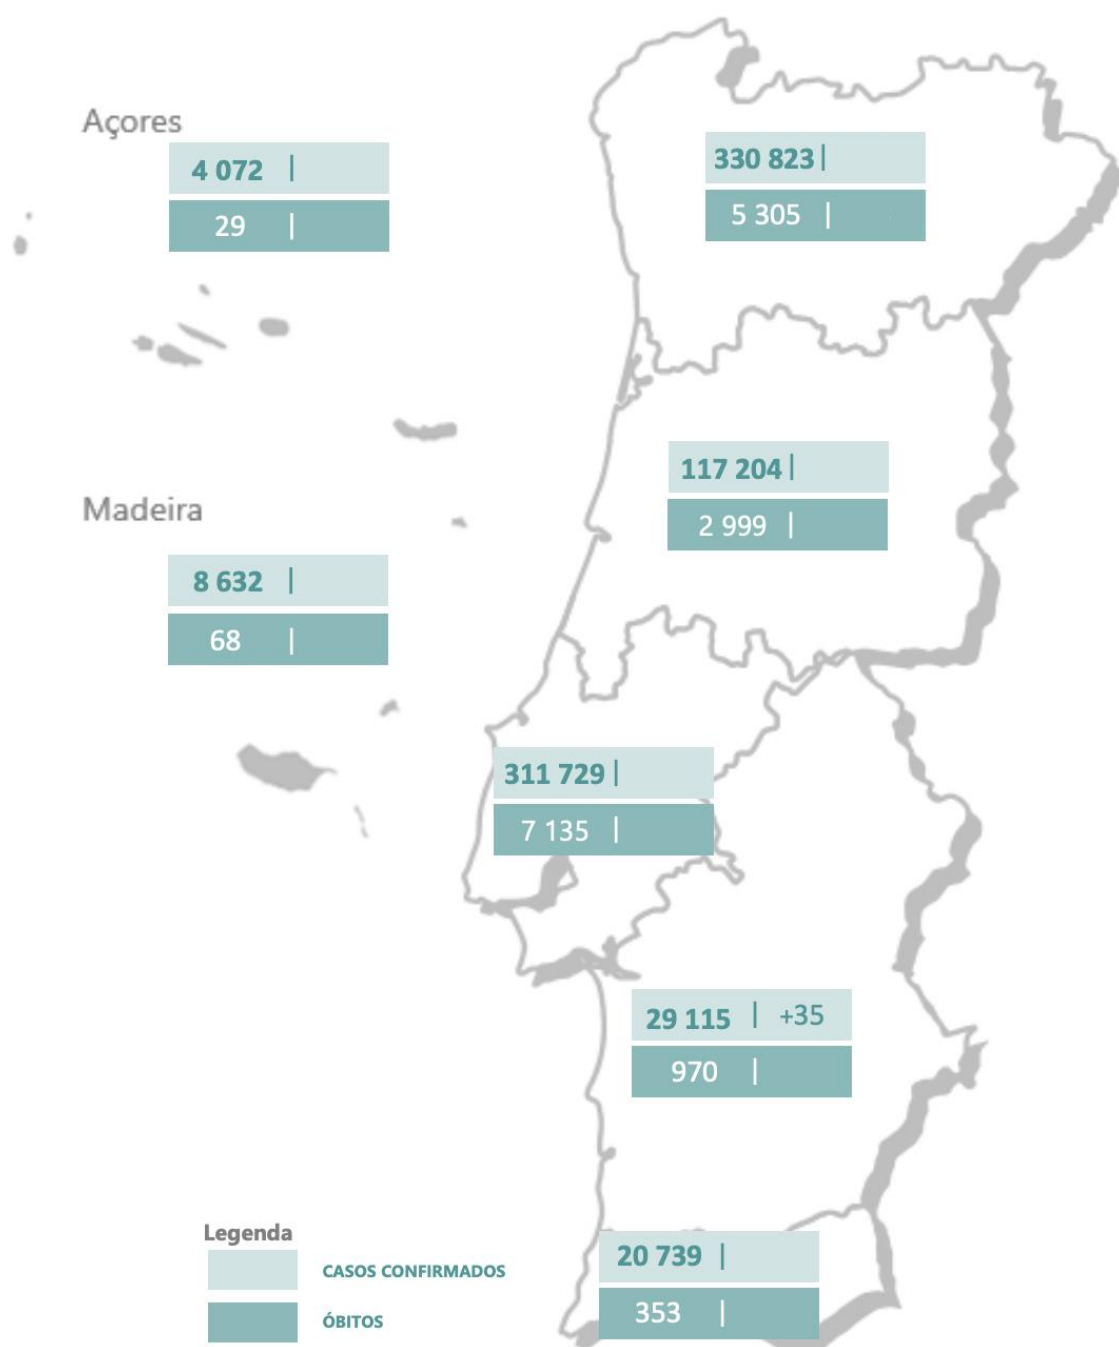 Açores
4 072 |
29 |
330 823 |
5 305 |
117 204 |
2 999 |
Madeira
8 632 |
68 |
311 729 |
7 135 |
29 115 | +35
970 |
20 739 |
353 |
Legenda
CASOS CONFIRMADOS
ÓBITOS